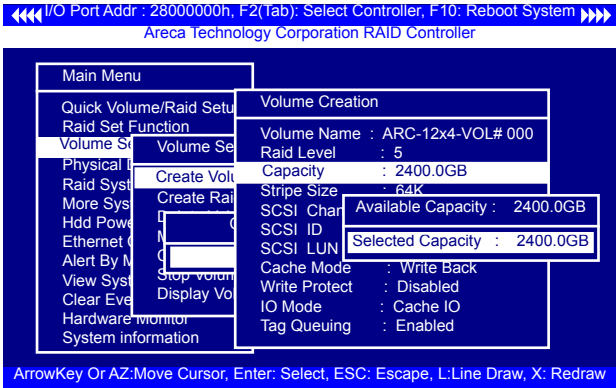 I/O Port Addr : 28000000h, F2(Tab): Select Controller, F10: Reboot System
Areca Technology Corporation RAID Controller
Main Menu
Quick Volume/Raid Setu
Raid Set Function
Volume Se
Physical
Raid Syst
More Sys
Hdd Powe
Ethernet
Alert By M
View Syst
Clear Eve
Hardware Monitor
System information
Volume Se
Create Volu
Create Rai
Stop Volum
Display Vo
Volume Creation
Volume Name : ARC-12x4-VOL# 000
Raid Level : 5
Capacity : 2400.0GB
Stripe Size : 64K
SCSI Chan
SCSI ID
SCSI LUN
Cache Mode : Write Back
Write Protect : Disabled
IO Mode : Cache IO
Tag Queuing : Enabled
Available Capacity : 2400.0GB
Selected Capacity : 2400.0GB
ArrowKey Or AZ:Move Cursor, Enter: Select, ESC: Escape, L:Line Draw, X: Redraw